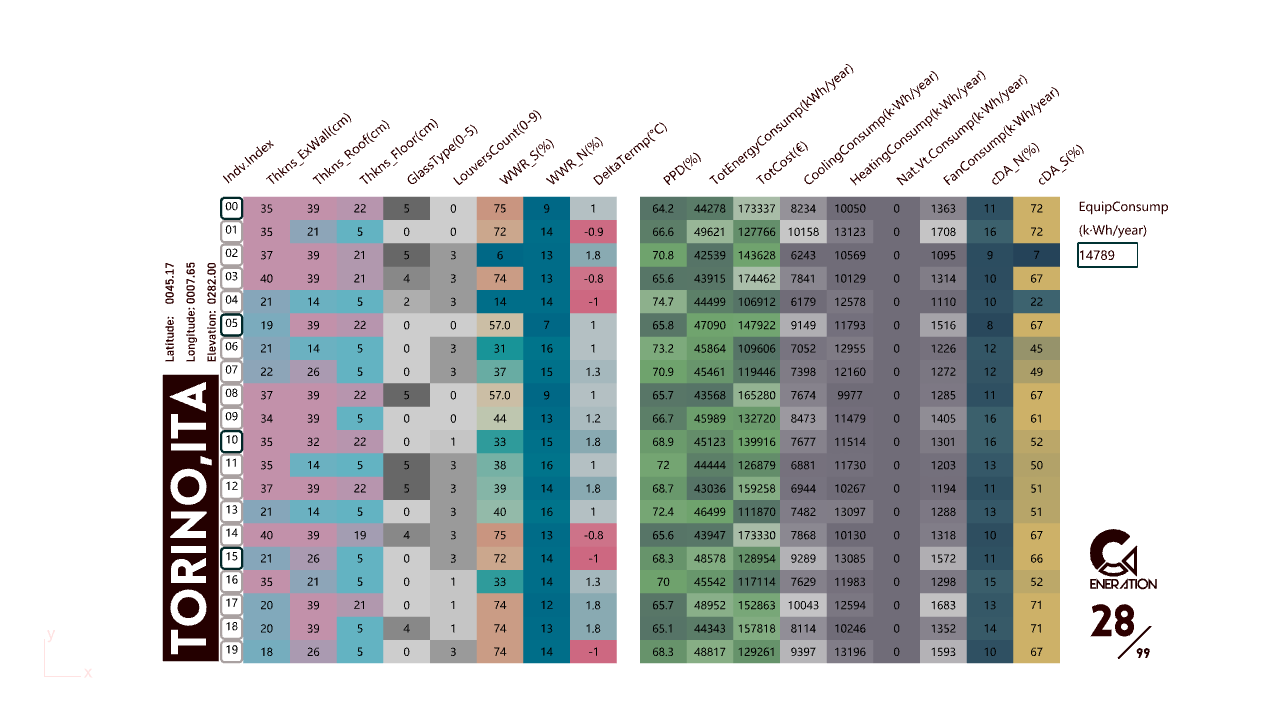 Indv.Index Thkns_ExWall(cm) Thkns_Roof(cm) Thkns_Floor(cm) GlassType(0-5) LouversCount(0-9) WWR_S(%) WWR_N(%) DeltaTermp(°C) PPD(%) TotEnergyConsump(kWh/year) TotCost(€) CoolingConsump(k·Wh/year) HeatingConsump(k·Wh/year) Nat.Vt.Consump(k·Wh/year) FanConsump(k·Wh/year) cDA_N(%) cDA_S(%)
00 35 39 22 5 0 75 9 1 64.2 44278 173337 8234 10050 0 1363 11 72
01 35 21 5 0 0 72 14 -0.9 66.6 49621 127766 10158 13123 0 1708 16 72
02 37 39 21 5 3 6 13 1.8 70.8 42539 143628 6243 10569 0 1095 9 7
03 40 39 21 4 3 74 13 -0.8 65.6 43915 174462 7841 10129 0 1314 10 67
04 21 14 5 2 3 14 14 -1 74.7 44499 106912 6179 12578 0 1110 10 22
05 19 39 22 0 0 57.0 7 1 65.8 47090 147922 9149 11793 0 1516 8 67
06 21 14 5 0 3 31 16 1 73.2 45864 109606 7052 12955 0 1226 12 45
07 22 26 5 0 3 37 15 1.3 70.9 45461 119446 7398 12160 0 1272 12 49
08 37 39 22 5 0 57.0 9 1 65.7 43568 165280 7674 9977 0 1285 11 67
09 34 39 5 0 0 44 13 1.2 66.7 45989 132720 8473 11479 0 1405 16 61
10 35 32 22 0 1 33 15 1.8 68.9 45123 139916 7677 11514 0 1301 16 52
11 35 14 5 5 3 38 16 1 72 44444 126879 6881 11730 0 1203 13 50
12 37 39 22 5 3 39 14 1.8 68.7 43036 159258 6944 10267 0 1194 11 51
13 21 14 5 0 3 40 16 1 72.4 46499 111870 7482 13097 0 1288 13 51
14 40 39 19 4 3 75 13 -0.8 65.6 43947 173330 7868 10130 0 1318 10 67
15 21 26 5 0 3 72 14 -1 68.3 48578 128954 9289 13085 0 1572 11 66
16 35 21 5 0 1 33 14 1.3 70 45542 117114 7629 11983 0 1298 15 52
17 20 39 21 0 1 74 12 1.8 65.7 48952 152863 10043 12594 0 1683 13 71
18 20 39 5 4 1 74 13 1.8 65.1 44343 157818 8114 10246 0 1352 14 71
19 18 26 5 0 3 74 14 -1 68.3 48817 129261 9397 13196 0 1593 10 67
Latitude: 0045.17
Longitude: 0007.65
Elevation: 0282.00
TORINO,ITA
EquipConsump
(k·Wh/year)
14789
ENERATION
28/99
y
x